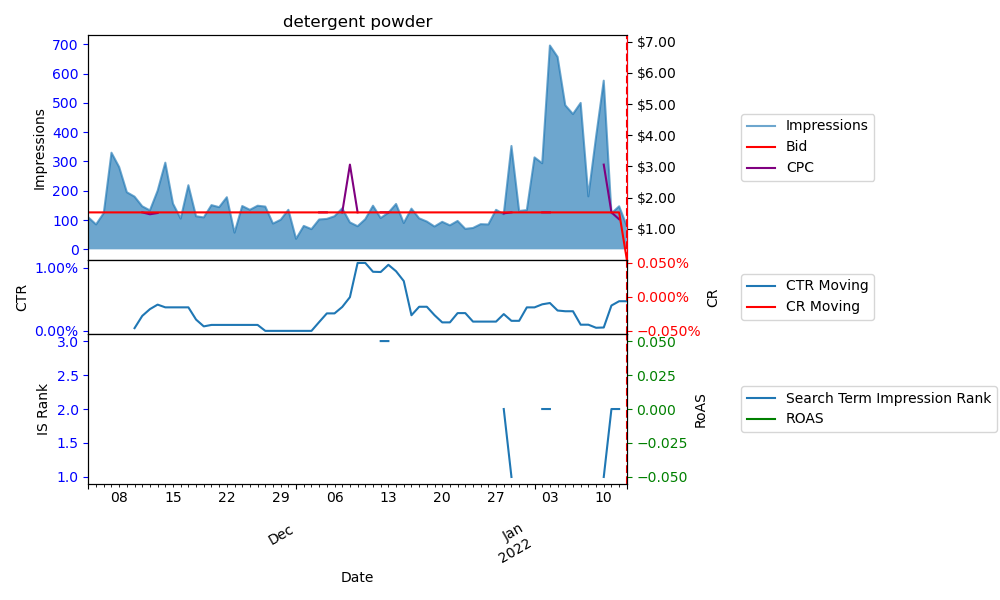 detergent powder
700
600
500
400
300
200
100
0
Impressions
$7.00
$6.00
$5.00
$4.00
$3.00
$2.00
$1.00
Impressions
Bid
CPC
1.00%
0.00%
CTR
0.050%
0.000%
−0.050%
CR
CTR Moving
CR Moving
3.0
2.5
2.0
1.5
1.0
IS Rank
0.050
0.025
0.000
−0.025
−0.050
RoAS
Search Term Impression Rank
ROAS
08 15 22 29 06 13 20 27 03 10
Dec
Jan
2022
Date